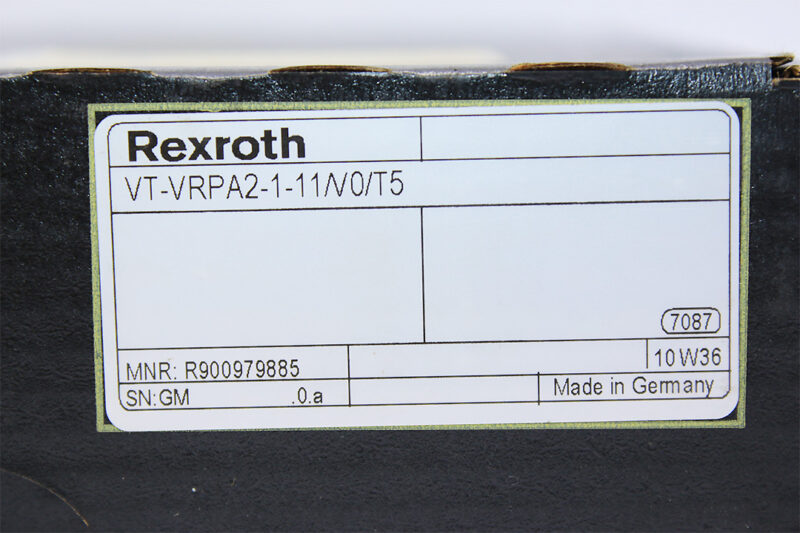 Rexroth
VT-VRPA2-1-11/V0/T5
7087
MNR: R900979885
10W36
SN:GM .0.a
Made in Germany